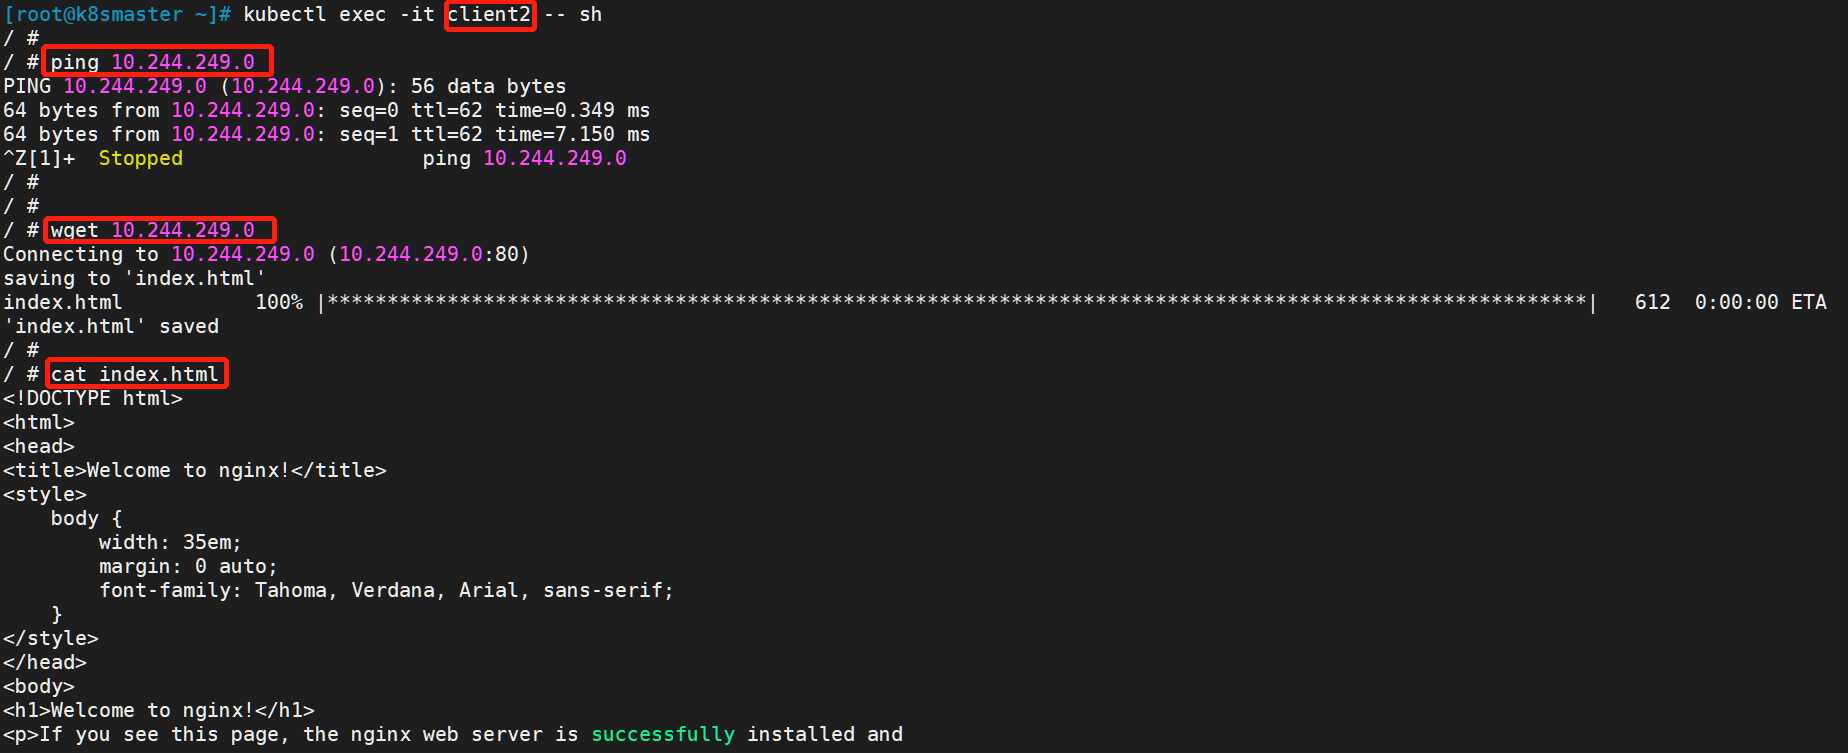 [root@k8smaster ~]# kubectl exec -it client2 -- sh
/ #
/ # ping 10.244.249.0
PING 10.244.249.0 (10.244.249.0): 56 data bytes
64 bytes from 10.244.249.0: seq=0 ttl=62 time=0.349 ms
64 bytes from 10.244.249.0: seq=1 ttl=62 time=7.150 ms
^Z[1]+  Stopped                    ping 10.244.249.0
/ #
/ #
/ # wget 10.244.249.0
Connecting to 10.244.249.0 (10.244.249.0:80)
saving to 'index.html'
index.html           100% |*********************************************************************************************************|   612  0:00:00 ETA
'index.html' saved
/ #
/ # cat index.html
<!DOCTYPE html>
<html>
<head>
<title>Welcome to nginx!</title>
<style>
    body {
        width: 35em;
        margin: 0 auto;
        font-family: Tahoma, Verdana, Arial, sans-serif;
    }
</style>
</head>
<body>
<h1>Welcome to nginx!</h1>
<p>If you see this page, the nginx web server is successfully installed and